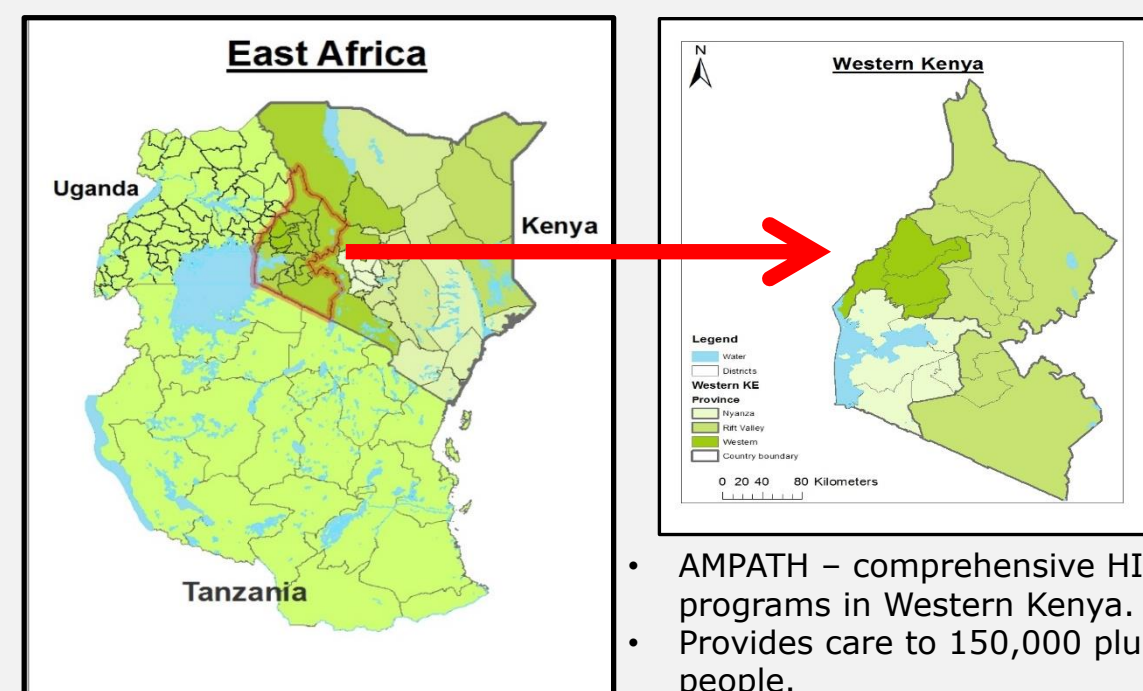 East Africa
Uganda
Kenya
Tanzania
N
Western Kenya
Legend
Water
Districts
Western KE
Province
Nyanza
Rift Valley
Western
Country boundary
0 20 40 80 Kilometers
• AMPATH – comprehensive HI
programs in Western Kenya.
• Provides care to 150,000 plu
people.